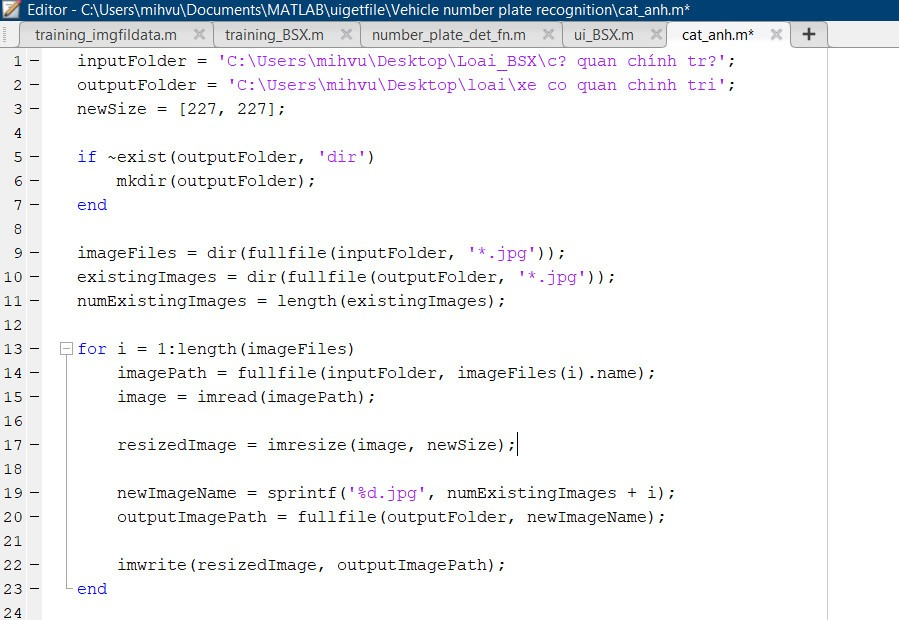 Editor - C:\Users\mihvu\Documents\MATLAB\uigetfile\Vehicle number plate recognition\cat_anh.m*
training_imgfildata.m training_BSX.m number_plate_det_fn.m ui_BSX.m cat_anh.m* +
1 inputFolder = 'C:\Users\mihvu\Desktop\Loai_BSX\c? quan chính tr?';
2 outputFolder = 'C:\Users\mihvu\Desktop\loai\xe co quan chinh tri';
3 newSize = [227, 227];
4
5 if ~exist(outputFolder, 'dir')
6 mkdir(outputFolder);
7 end
8
9 imageFiles = dir(fullfile(inputFolder, '*.jpg'));
10 existingImages = dir(fullfile(outputFolder, '*.jpg'));
11 numExistingImages = length(existingImages);
12
13 for i = 1:length(imageFiles)
14 imagePath = fullfile(inputFolder, imageFiles(i).name);
15 image = imread(imagePath);
16
17 resizedImage = imresize(image, newSize);
18
19 newImageName = sprintf('%d.jpg', numExistingImages + i);
20 outputImagePath = fullfile(outputFolder, newImageName);
21
22 imwrite(resizedImage, outputImagePath);
23 end
24